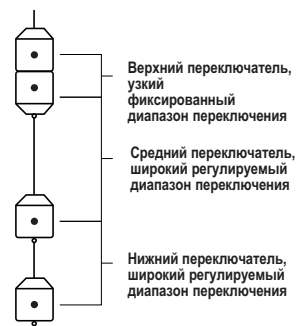 Верхний переключатель,
узкий
фиксированный
диапазон переключения
Средний переключатель,
широкий регулируемый
диапазон переключения
Нижний переключатель,
широкий регулируемый
диапазон переключения